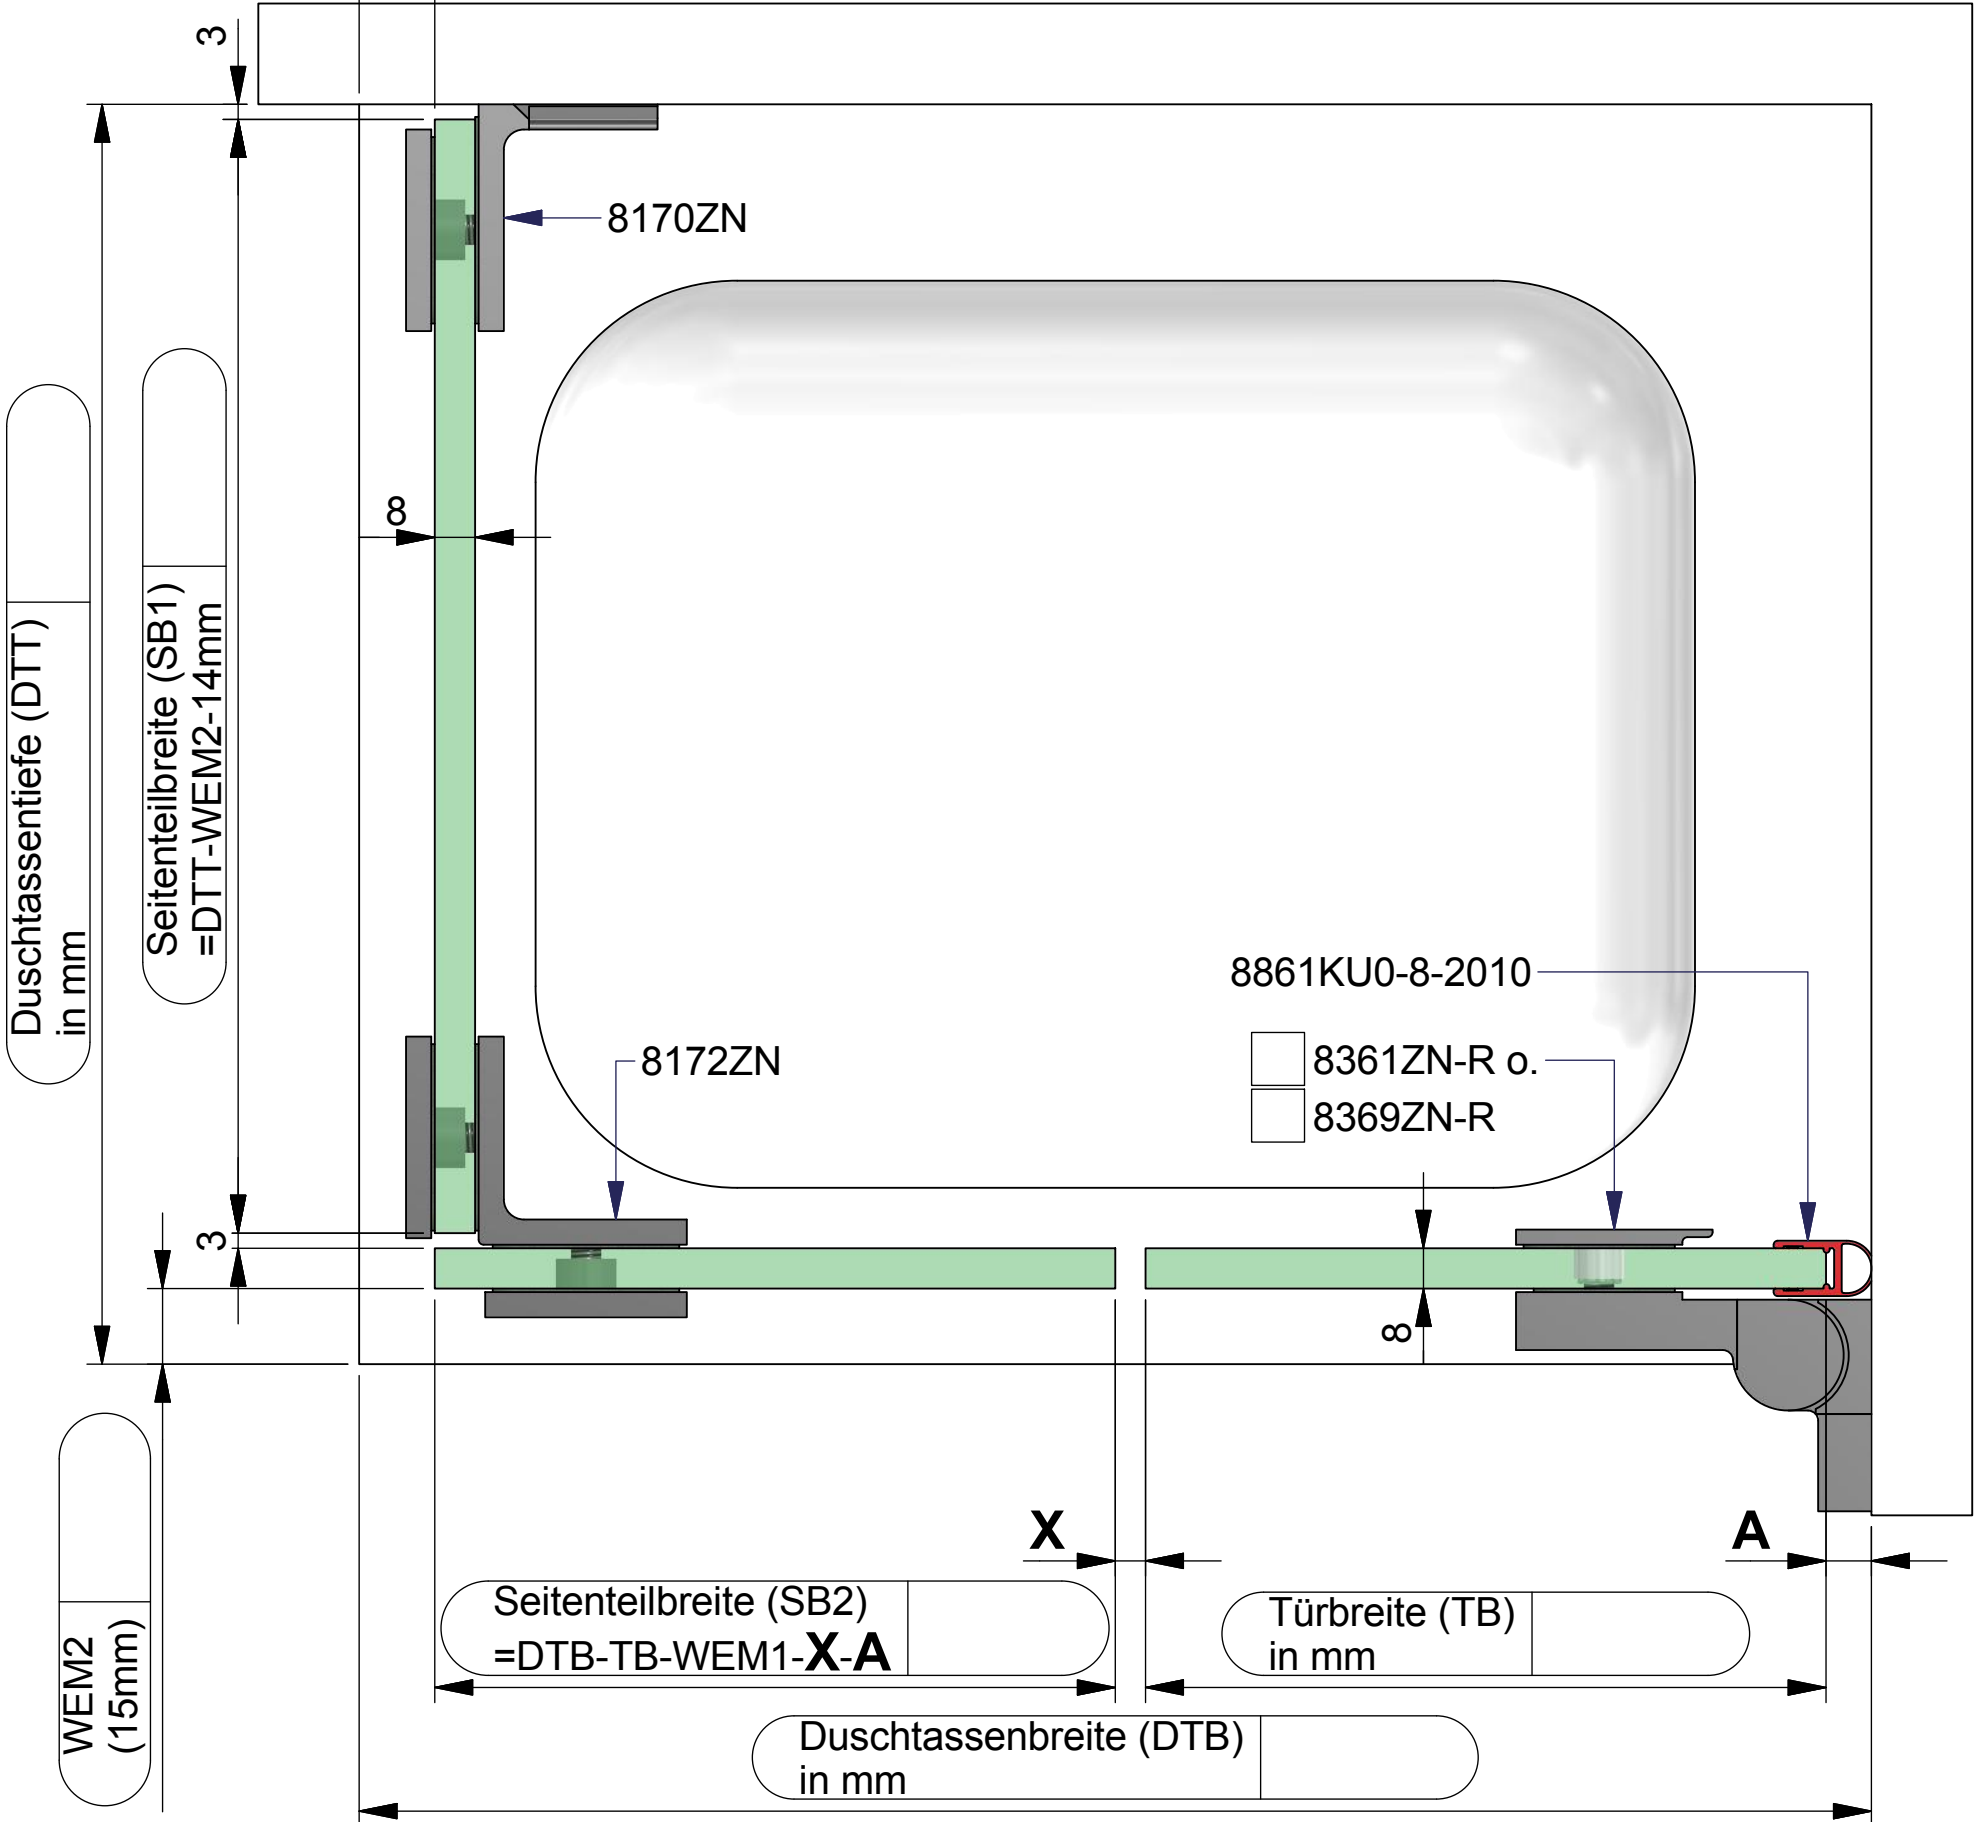 3
8170ZN
8
Duschtassentiefe (DTT)
in mm
Seitenteilbreite (SB1)
=DTT-WEM2-14mm
8861KU0-8-2010
8172ZN
8361ZN-R o.
8369ZN-R
3
8
WEM2
(15mm)
X
A
Seitenteilbreite (SB2)
=DTB-TB-WEM1-X-A
Türbreite (TB)
in mm
Duschtassenbreite (DTB)
in mm